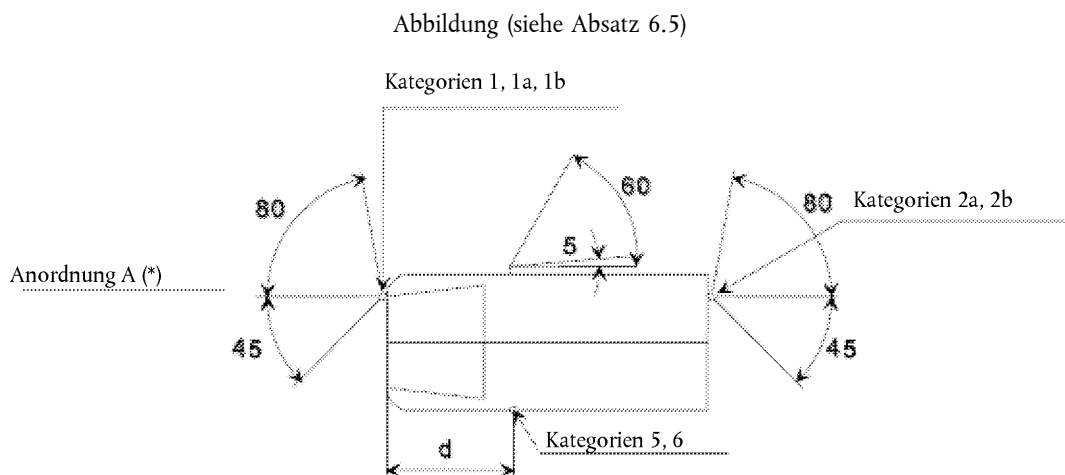 Abbildung (siehe Absatz 6.5)
Kategorien 1, 1a, 1b
80
60
80
Kategorien 2a, 2b
5
Anordnung A (*)
45
45
d
Kategorien 5, 6